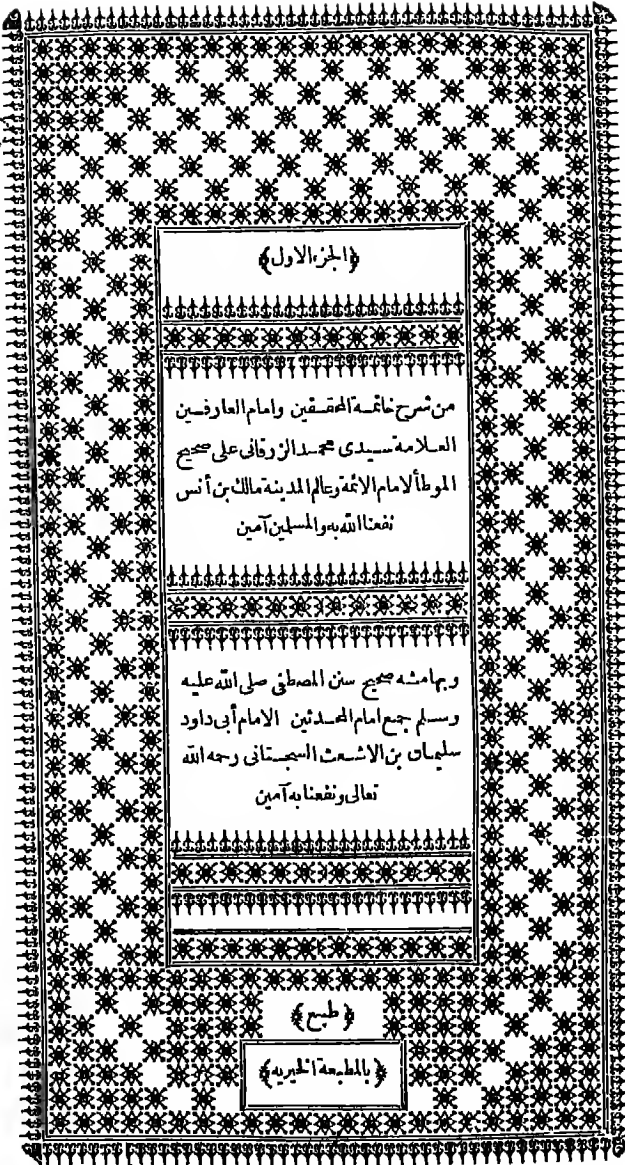 ﴿الجزء الاول﴾
من شرح خاتمة المحققين وامام العارفين
العلامة سيدى محمد الزرقانى على صحيح
الموطأ لامام الائمة وعالم المدينة مالك بن أنس
نفعنا الله به والمسلمين آمين
وبهامشه صحيح سنن المصطفى صلى الله عليه
وسلم جمع امام المحدثين الامام أبى داود
سليمان بن الاشعث السجستانى رحمه الله
تعالى ونفعنا به آمين
﴿طبع﴾
﴿بالمطبعة الخيريه﴾